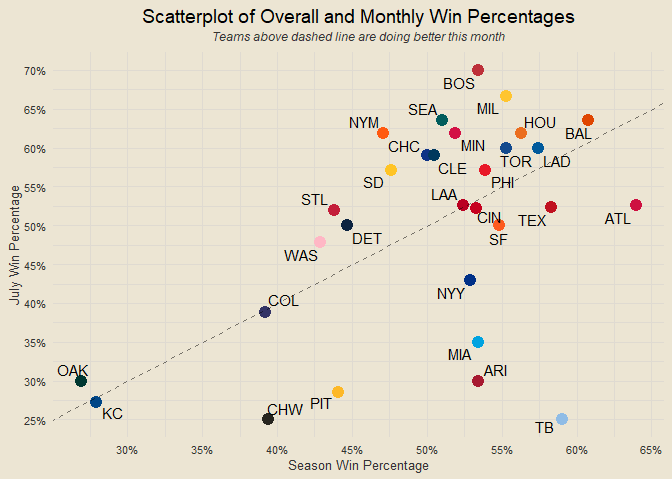 Scatterplot of Overall and Monthly Win Percentages
Teams above dashed line are doing better this month
70%
BOS
MIL
65%
SEA
NYM
HOU
BAL
MIN
60%
CHC
TOR
LAD
CLE
PHI
SD
55%
LAA
STL
CIN
TEX
ATL
50%
DET
SF
WAS
45%
NYY
COL
40%
35%
MIA
OAK
ARI
30%
KC
CHW
PIT
TB
25%
July Win Percentage
30%
35%
40%
45%
50%
55%
60%
65%
Season Win Percentage